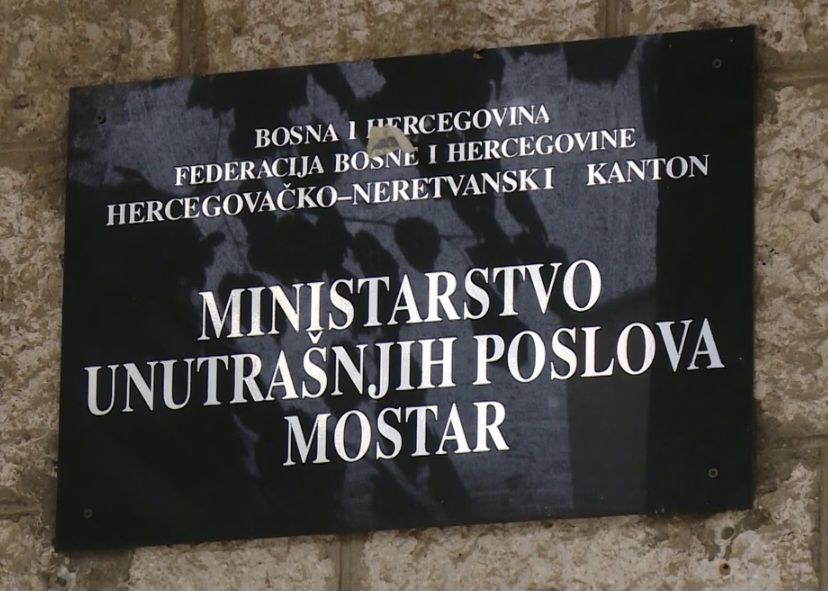 BOSNA I HERCEGOVINA
FEDERACIJA BOSNE I HERCEGOVINE
HERCEGOVAČKO-NERETVANSKI KANTON
MINISTARSTVO
UNUTRAŠNJIH POSLOVA
MOSTAR